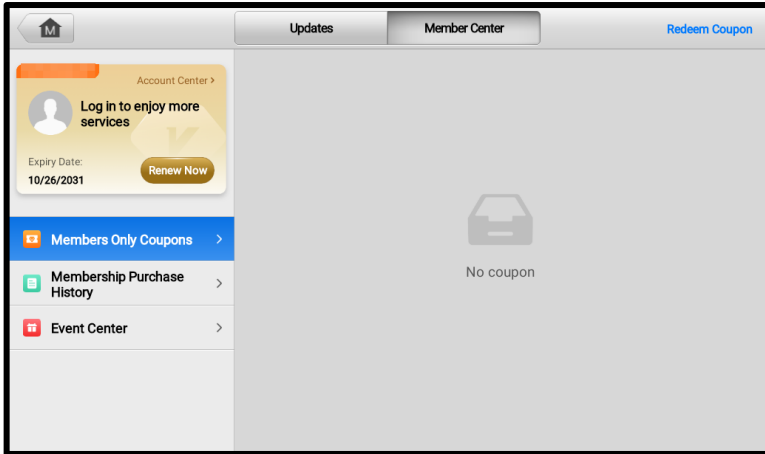 M
Updates
Member Center
Redeem Coupon
Account Center >
Log in to enjoy more
services
Expiry Date:
10/26/2031
Renew Now
Members Only Coupons
Membership Purchase
History
Event Center
No coupon